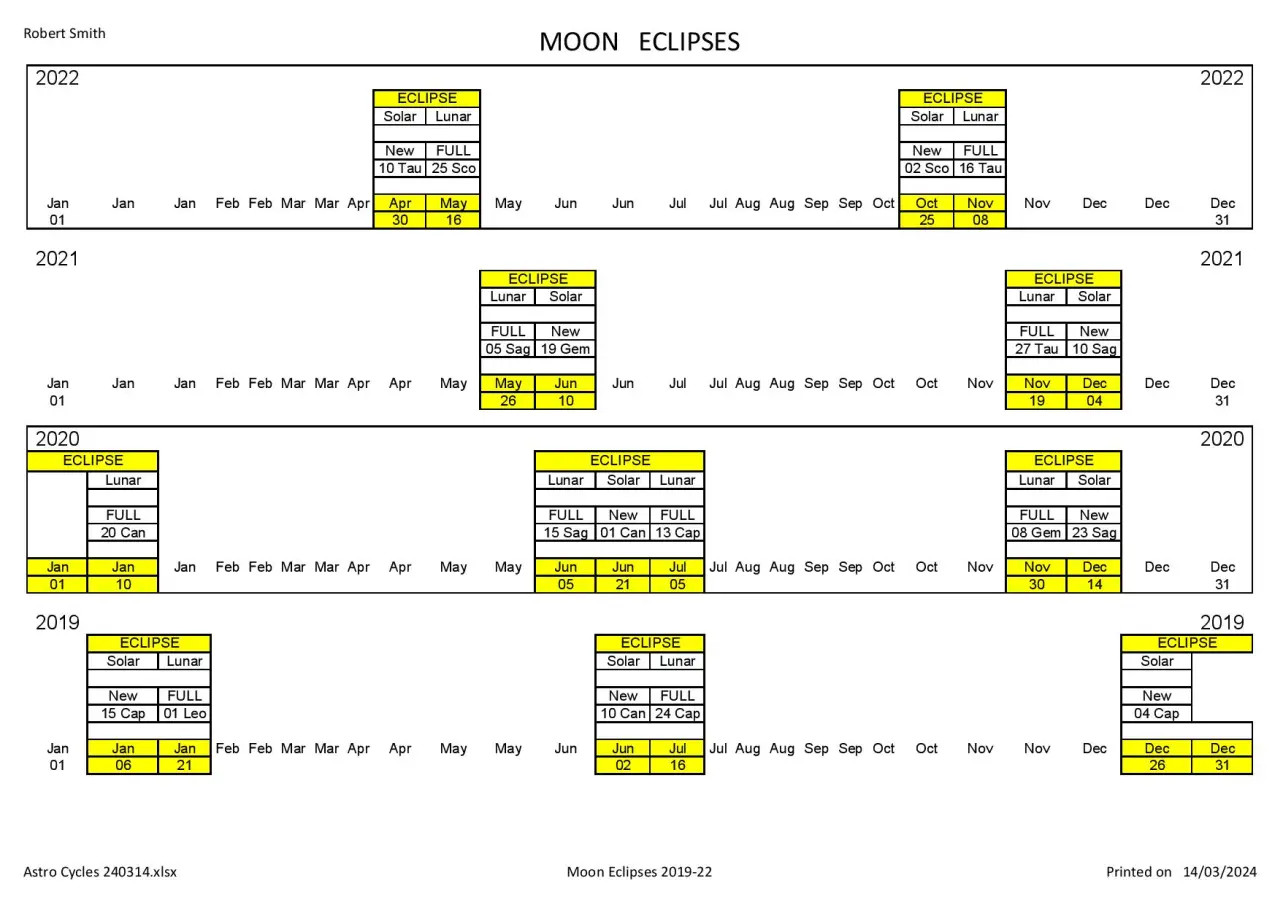 Robert Smith
MOON ECLIPSES
2022 2022
ECLIPSE ECLIPSE
Solar Lunar Solar Lunar
New FULL New FULL
10 Tau 25 Sco 02 Sco 16 Tau
Jan Jan Jan Feb Feb Mar Mar Apr Apr May May Jun Jun Jul Jul Aug Aug Sep Sep Oct Oct Nov Nov Dec Dec Dec
01 30 16 25 08 31
2021 2021
ECLIPSE ECLIPSE
Lunar Solar Lunar Solar
FULL New FULL New
05 Sag 19 Gem 27 Tau 10 Sag
Jan Jan Jan Feb Feb Mar Mar Apr Apr May May Jun Jun Jul Jul Aug Aug Sep Sep Oct Oct Nov Nov Dec Dec Dec
01 26 10 19 04 31
2020 2020
ECLIPSE ECLIPSE ECLIPSE
Lunar Lunar Solar Lunar Lunar Solar
FULL FULL New FULL FULL New
20 Can 15 Sag 01 Can 13 Cap 08 Gem 23 Sag
Jan Jan Jan Feb Feb Mar Mar Apr Apr May May Jun Jun Jul Jul Aug Aug Sep Sep Oct Oct Nov Nov Dec Dec Dec
01 10 05 21 05 30 14 31
2019 2019
ECLIPSE ECLIPSE ECLIPSE
Solar Lunar Solar Lunar Solar
New FULL New FULL New
15 Cap 01 Leo 10 Can 24 Cap 04 Cap
Jan Jan Jan Feb Feb Mar Mar Apr Apr May May Jun Jun Jul Jul Aug Aug Sep Sep Oct Oct Nov Nov Dec Dec Dec
01 06 21 02 16 26 31
Astro Cycles 240314.xlsx Moon Eclipses 2019-22 Printed on 14/03/2024